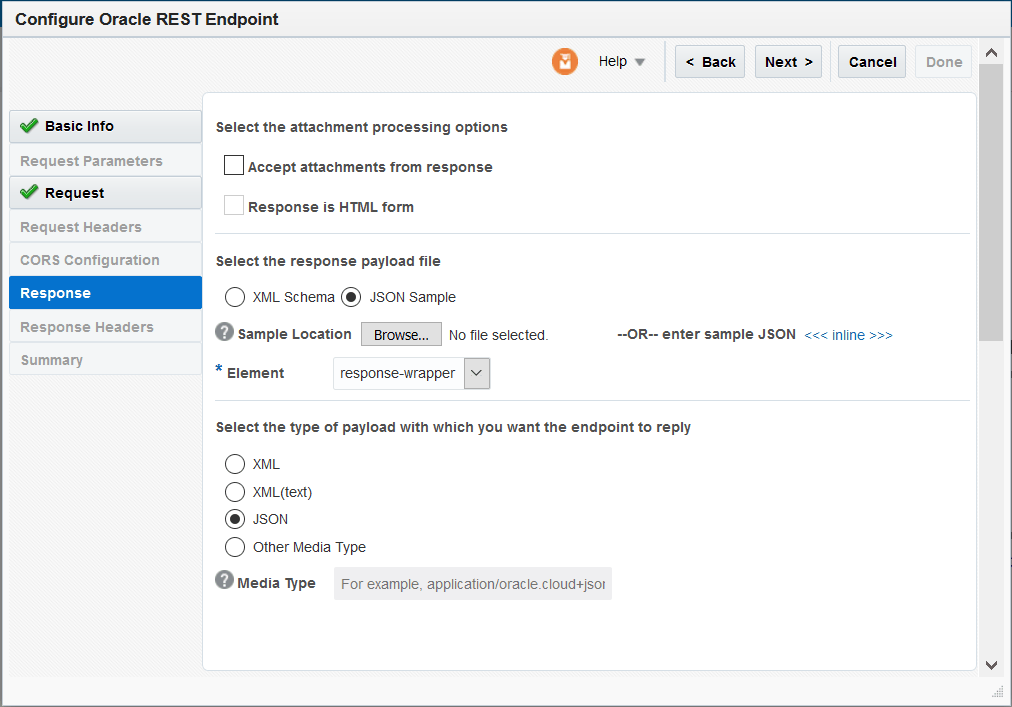 Configure Oracle REST Endpoint
Help
< Back
Next >
Cancel
Done
Basic Info
Request Parameters
Request
Request Headers
CORS Configuration
Response
Response Headers
Summary
Select the attachment processing options
Accept attachments from response
Response is HTML form
Select the response payload file
XML Schema JSON Sample
? Sample Location Browse... No file selected. --OR-- enter sample JSON <<< inline >>>
* Element response-wrapper
Select the type of payload with which you want the endpoint to reply
XML
XML(text)
JSON
Other Media Type
? Media Type For example, application/oracle.cloud+jsor